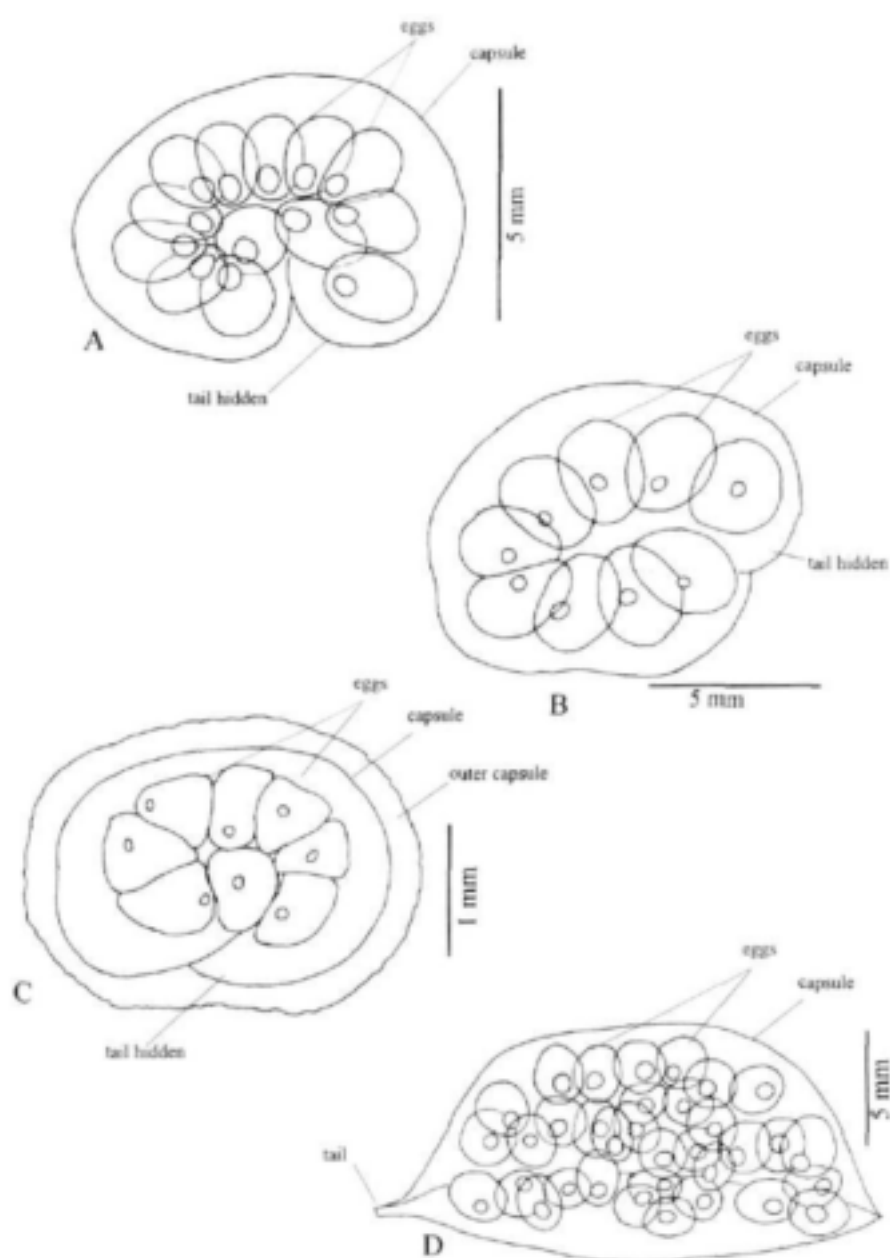 eggs
capsule
5 mm
A
tail hidden
eggs
capsule
tail hidden
B
5 mm
eggs
capsule
outer capsule
1 mm
C
tail hidden
eggs
capsule
5 mm
tail
D